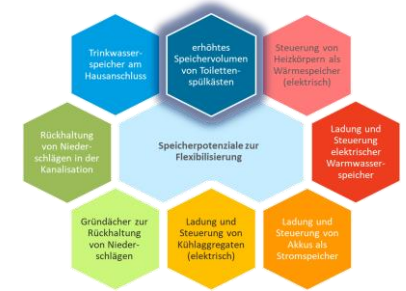 Trinkwasser-
speicher am
Hausanschluss
erhöhtes
Speichervolumen
von Toiletten-
spülkästen
Steuerung von
Heizkörpern als
Wärmespeicher
(elektrisch)
Rückhaltung
von Nieder-
schlägen in der
Kanalisation
Speicherpotenziale zur
Flexibilisierung
Ladung und
Steuerung
elektrischer
Warmwasser-
speicher
Gründächer zur
Rückhaltung
von Nieder-
schlägen
Ladung und
Steuerung von
Kühlaggregaten
(elektrisch)
Ladung und
Steuerung von
Akkus als
Stromspeicher